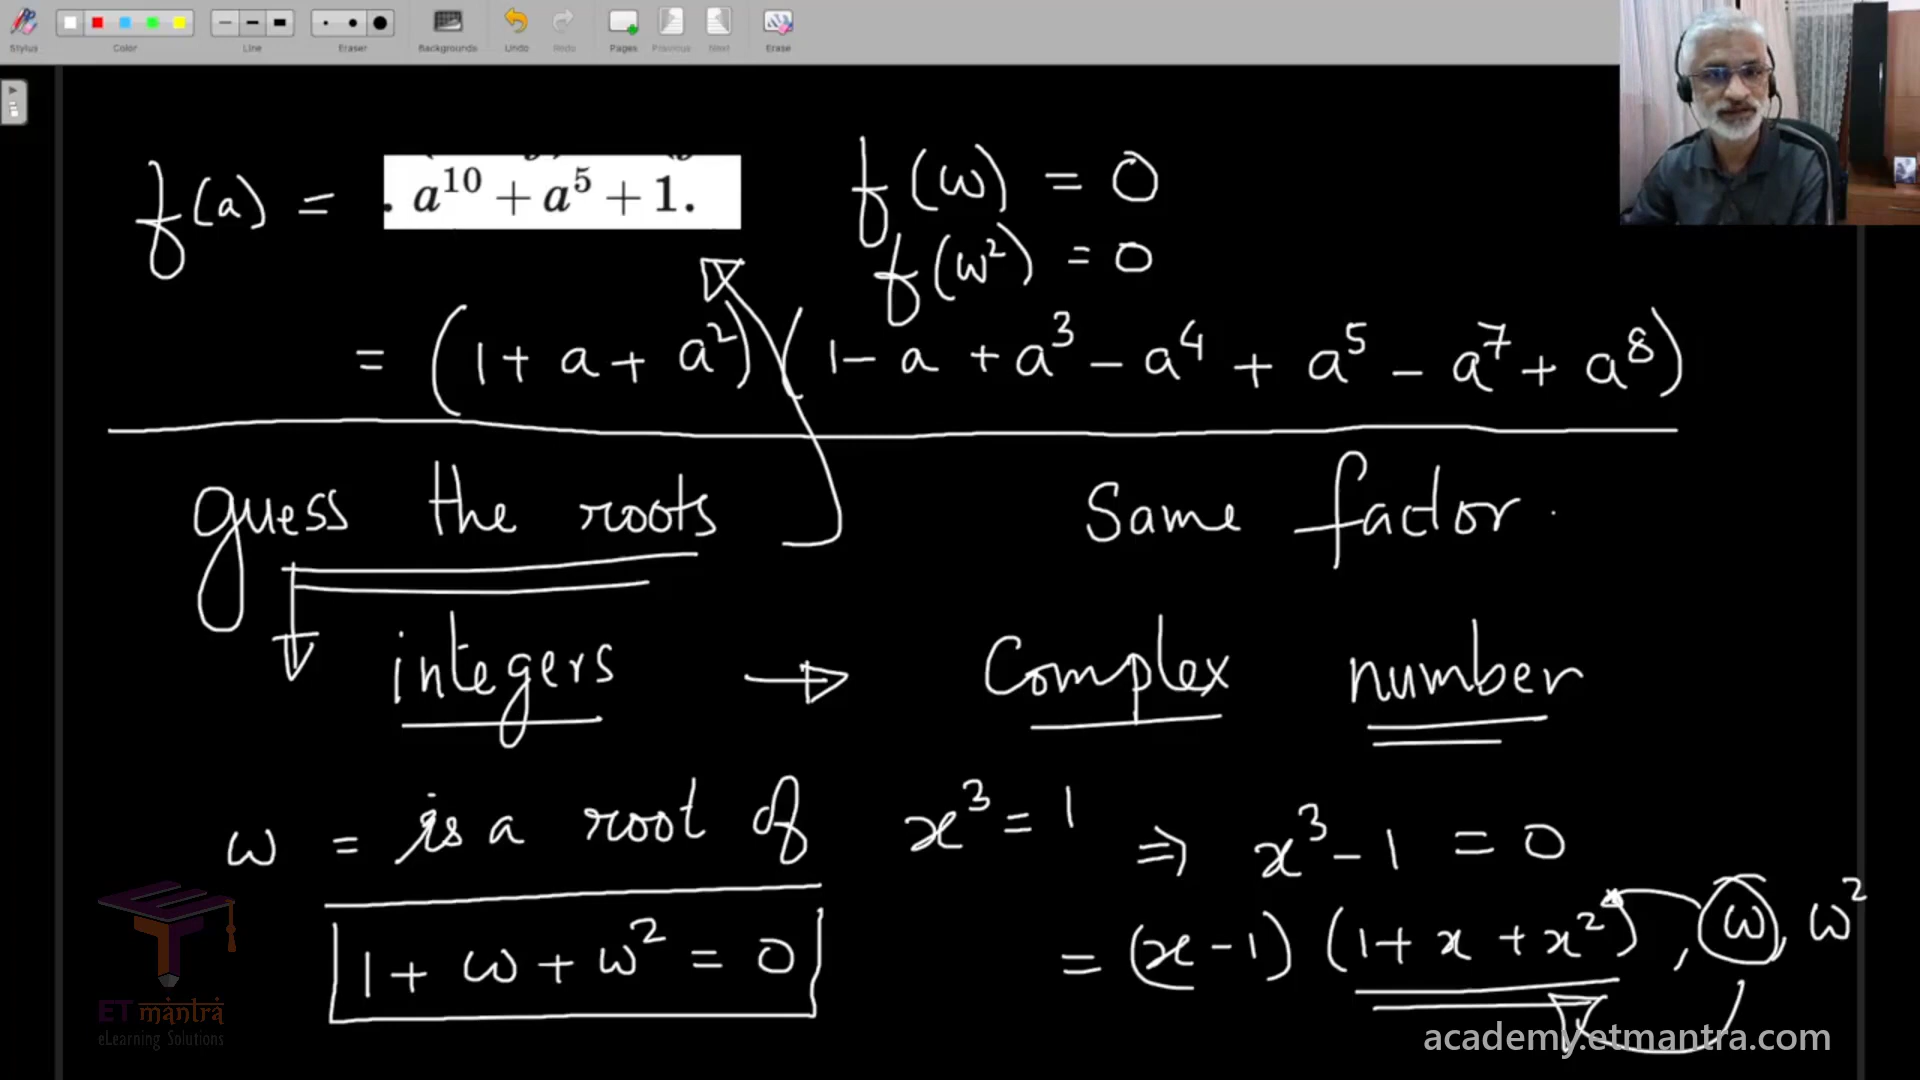 Stylus Color Line Eraser Backgrounds Undo Redo Pages Previous Next Erase
f(a) = . a¹⁰ + a⁵ + 1. f(ω) = 0
f(ω²) = 0
= (1 + a + a²)(1 - a + a³ - a⁴ + a⁵ - a⁷ + a⁸)
guess the roots Same factor.
integers → Complex number
ω = is a root of x³ = 1 ⇒ x³ - 1 = 0
1 + ω + ω² = 0 = (x - 1)(1 + x + x²), ω, ω²
ET mantra
eLearning Solutions
academy.etmantra.com